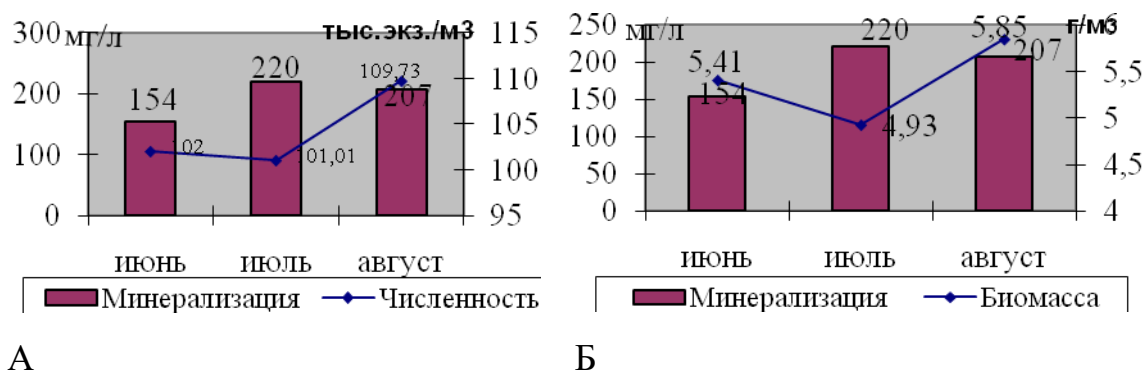 300 мг/л тыс.экз./м3 115
220 109,73 110
200 207
154 105
102 101,01
100 100
0 95
июнь июль август
Минерализация Численность
А
250 мг/л 220 5,85 г/м3 6
200 5,41 207 5,5
150 154
4,93 5
100
50 4,5
0 4
июнь июль август
Минерализация Биомасса
Б